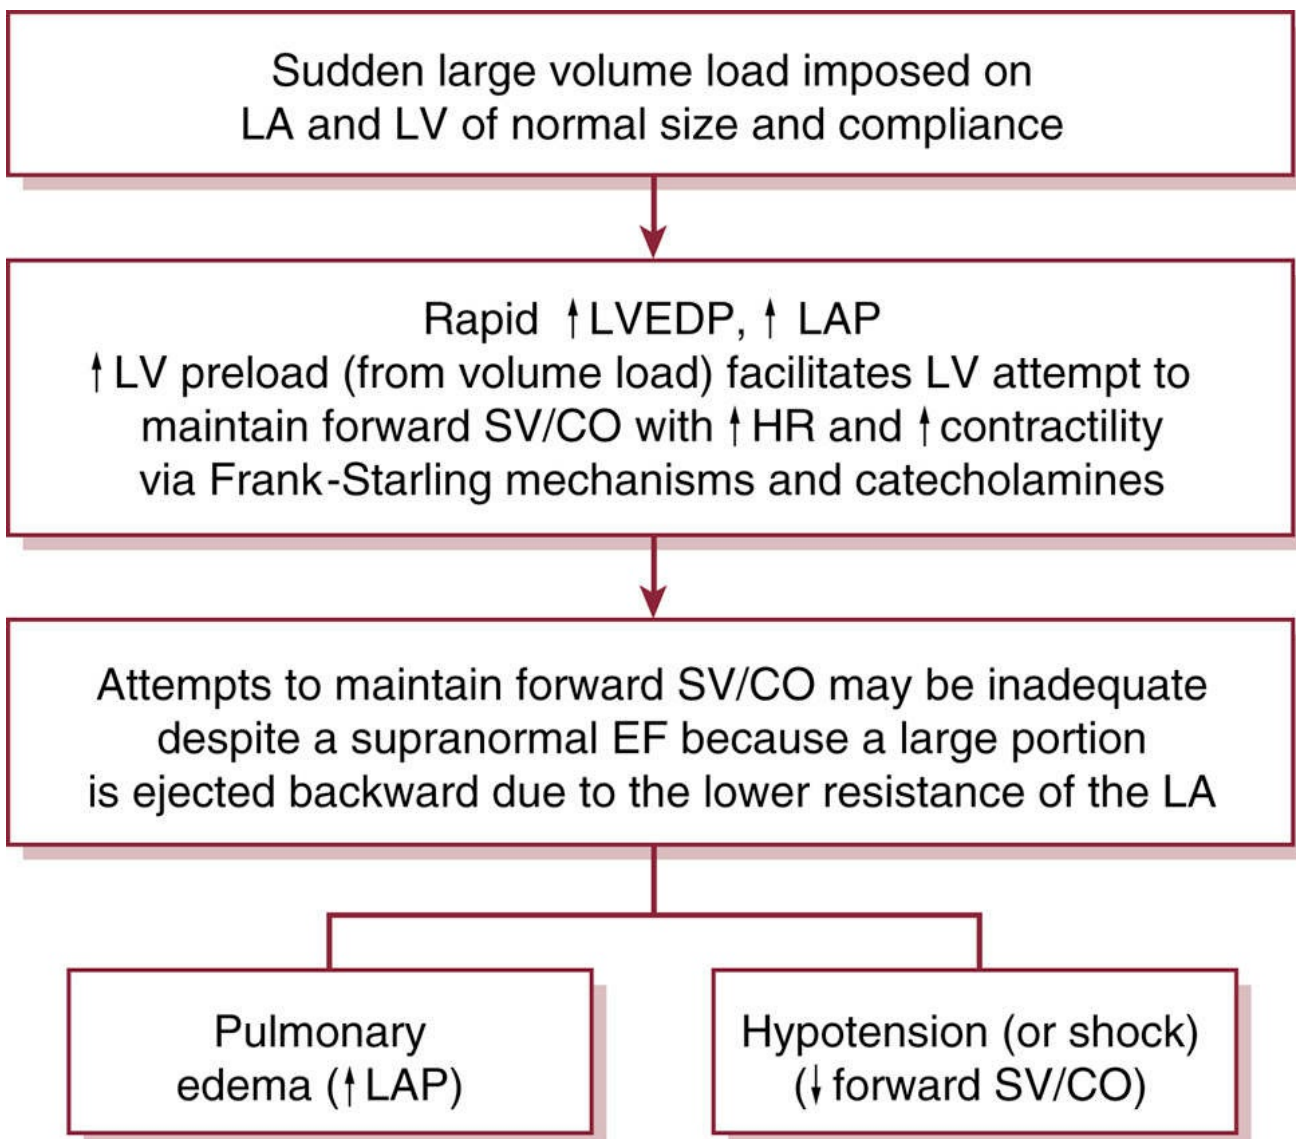 Sudden large volume load imposed on
LA and LV of normal size and compliance
Rapid ↑LVEDP, ↑ LAP
↑LV preload (from volume load) facilitates LV attempt to
maintain forward SV/CO with ↑HR and ↑contractility
via Frank-Starling mechanisms and catecholamines
Attempts to maintain forward SV/CO may be inadequate
despite a supranormal EF because a large portion
is ejected backward due to the lower resistance of the LA
Pulmonary
edema (↑LAP)
Hypotension (or shock)
(↓forward SV/CO)